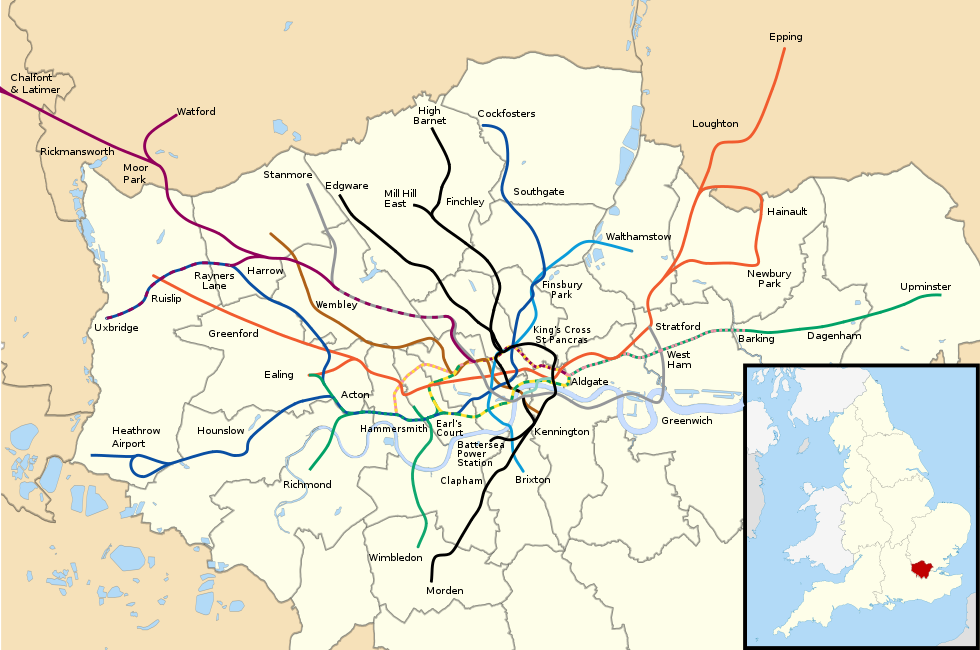 Epping
Chalfont
& Latimer
Watford
High
Barnet
Cockfosters
Loughton
Rickmansworth
Moor
Park
Stanmore
Edgware
Mill Hill
East
Finchley
Southgate
Hainault
Walthamstow
Rayners
Lane
Harrow
Newbury
Park
Finsbury
Park
Upminster
Ruislip
Wembley
Uxbridge
Greenford
King's Cross
St Pancras
Stratford
Barking
Dagenham
West
Ham
Ealing
Acton
Aldgate
Greenwich
Heathrow
Airport
Hounslow
Hammersmith
Earl's
Court
Kennington
Battersea
Power
Station
Richmond
Clapham
Brixton
Wimbledon
Morden